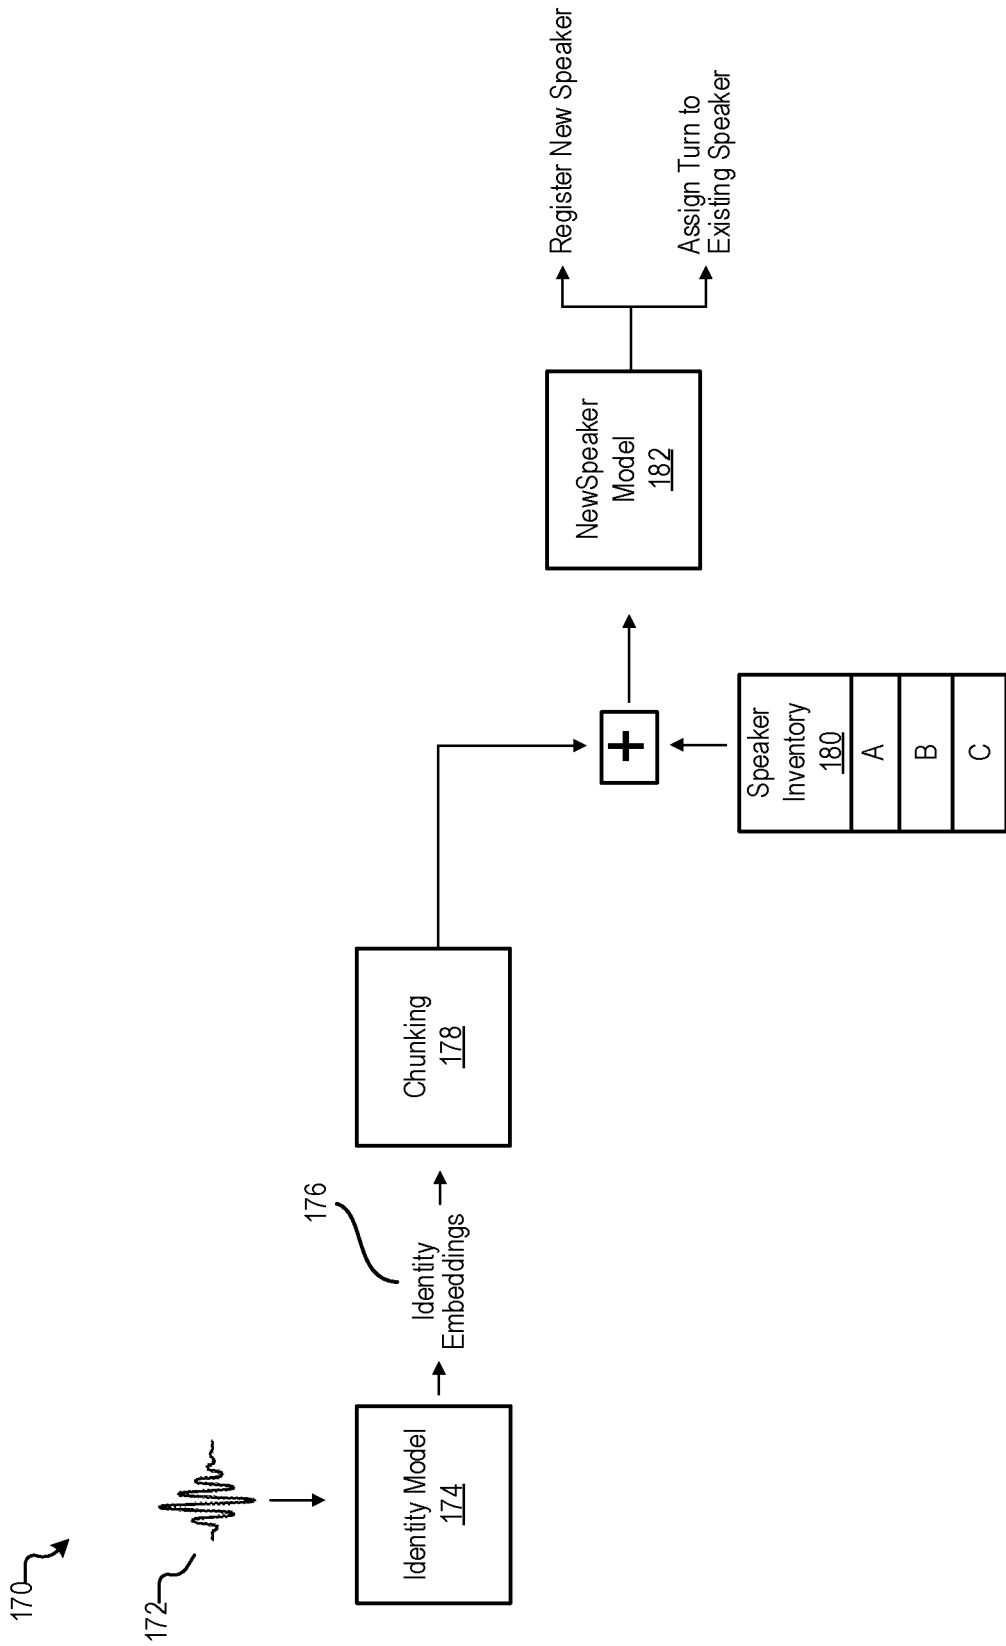 170
172
Identity Model
174
Identity
Embeddings
176
Chunking
178
+
Speaker
Inventory
180
A
B
C
NewSpeaker
Model
182
Register New Speaker
Assign Turn to
Existing Speaker